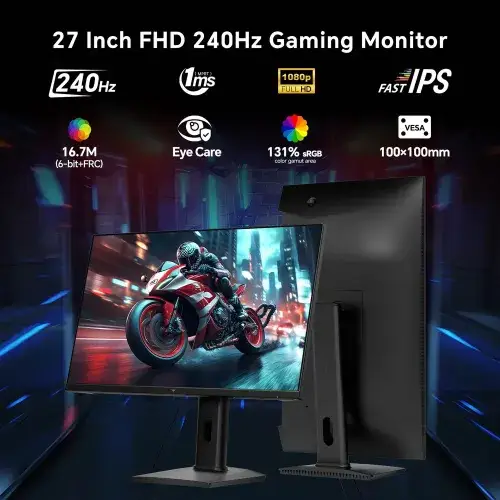 27 Inch FHD 240Hz Gaming Monitor
240Hz
1ms (MPRT)
1080p
FULL HD
FAST IPS
16.7M
(6-bit+FRC)
Eye Care
131% sRGB
color gamut area
VESA
100×100mm